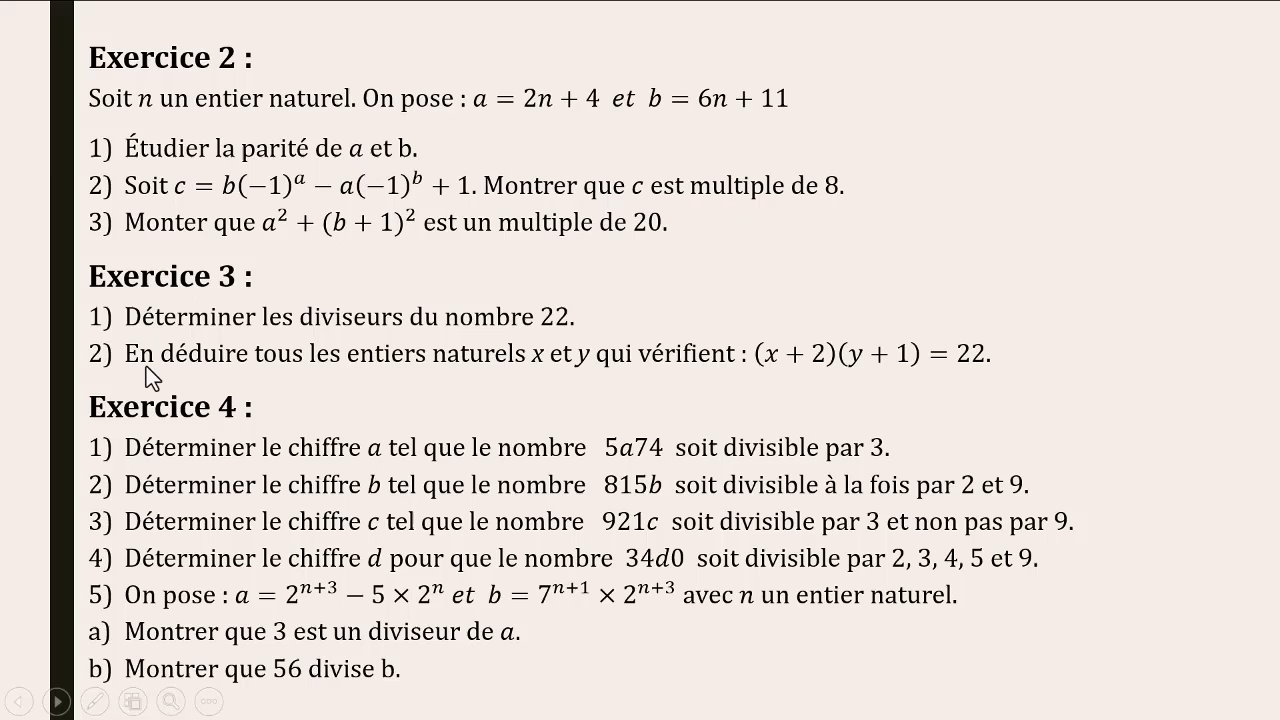 Exercice 2 :
Soit n un entier naturel. On pose : a = 2n + 4 et b = 6n + 11
1) Étudier la parité de a et b.
2) Soit c = b(−1)ᵃ − a(−1)ᵇ + 1. Montrer que c est multiple de 8.
3) Monter que a² + (b + 1)² est un multiple de 20.
Exercice 3 :
1) Déterminer les diviseurs du nombre 22.
2) En déduire tous les entiers naturels x et y qui vérifient : (x + 2)(y + 1) = 22.
Exercice 4 :
1) Déterminer le chiffre a tel que le nombre 5a74 soit divisible par 3.
2) Déterminer le chiffre b tel que le nombre 815b soit divisible à la fois par 2 et 9.
3) Déterminer le chiffre c tel que le nombre 921c soit divisible par 3 et non pas par 9.
4) Déterminer le chiffre d pour que le nombre 34d0 soit divisible par 2, 3, 4, 5 et 9.
5) On pose : a = 2ⁿ⁺³ − 5 × 2ⁿ et b = 7ⁿ⁺¹ × 2ⁿ⁺³ avec n un entier naturel.
a) Montrer que 3 est un diviseur de a.
b) Montrer que 56 divise b.